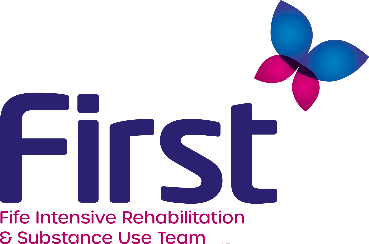 First
Fife Intensive Rehabilitation
& Substance Use Team